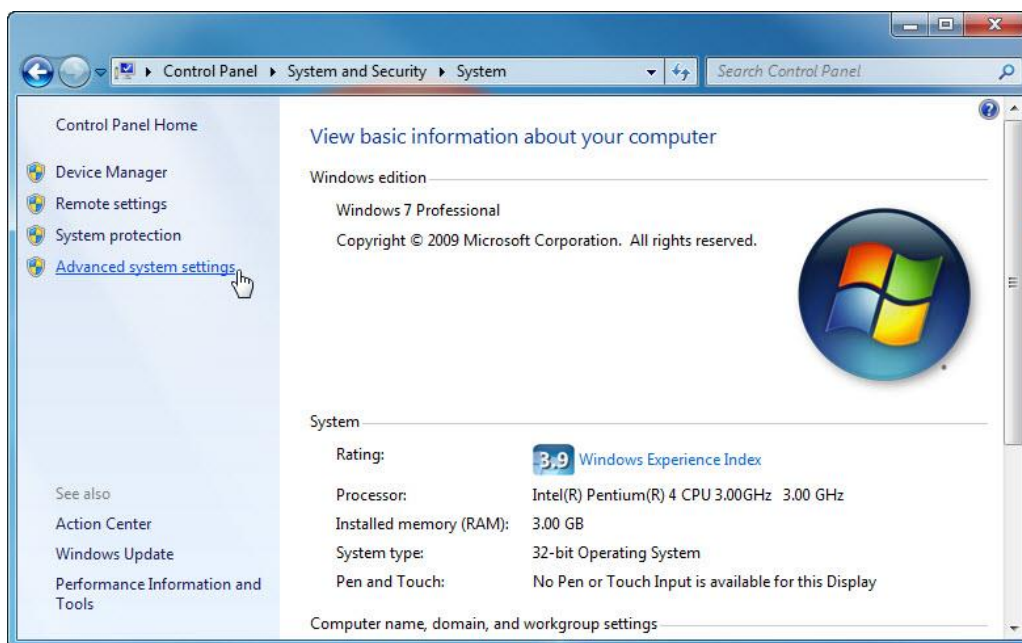 Control Panel ▸ System and Security ▸ System
Search Control Panel
Control Panel Home
Device Manager
Remote settings
System protection
Advanced system settings
See also
Action Center
Windows Update
Performance Information and
Tools
View basic information about your computer
Windows edition
Windows 7 Professional
Copyright © 2009 Microsoft Corporation. All rights reserved.
System
Rating:
3.9 Windows Experience Index
Processor: Intel(R) Pentium(R) 4 CPU 3.00GHz 3.00 GHz
Installed memory (RAM): 3.00 GB
System type: 32-bit Operating System
Pen and Touch: No Pen or Touch Input is available for this Display
Computer name, domain, and workgroup settings